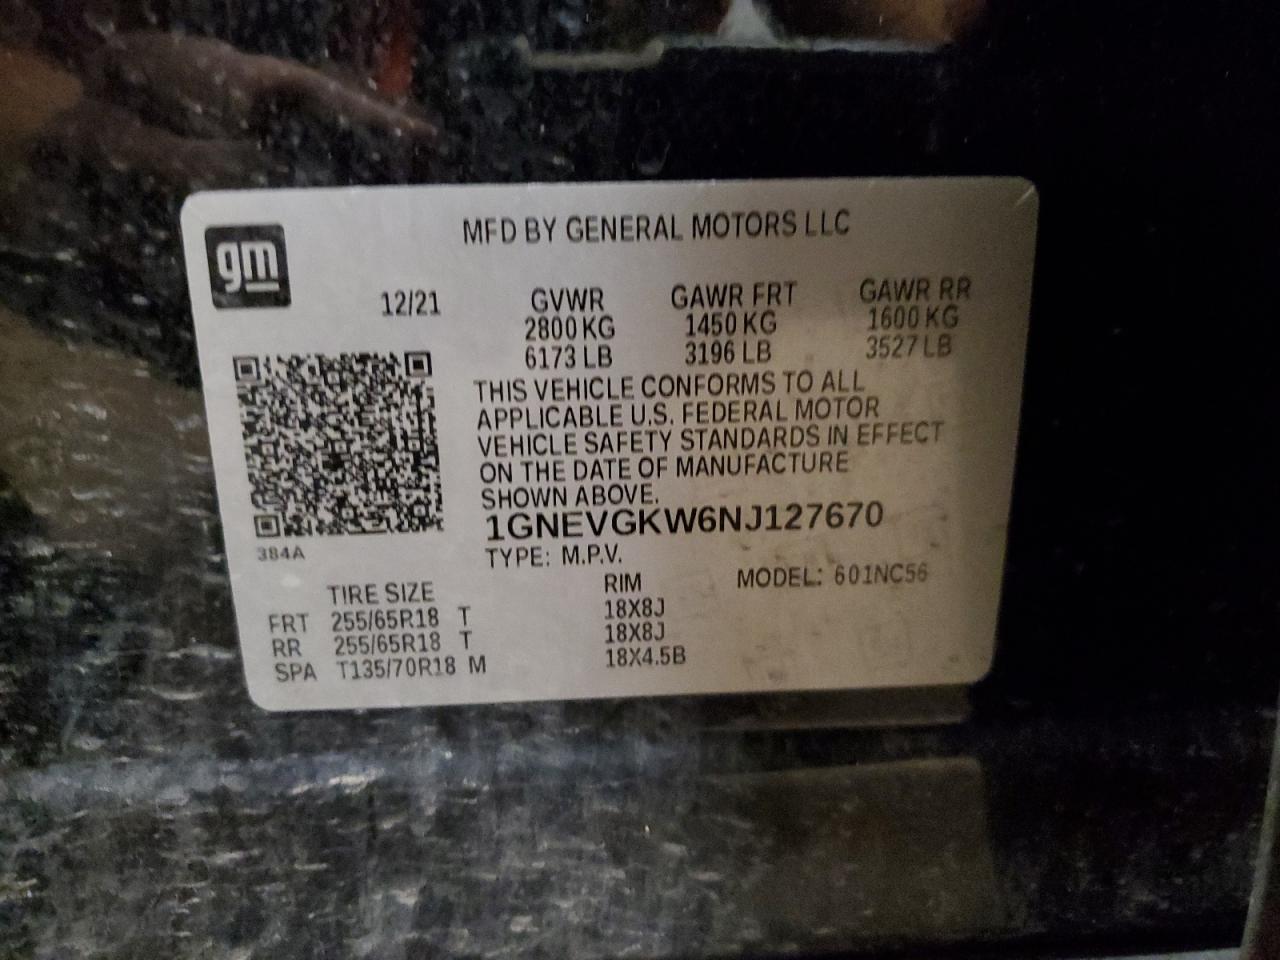 gm
MFD BY GENERAL MOTORS LLC
12/21 GVWR GAWR FRT GAWR RR
2800 KG 1450 KG 1600 KG
6173 LB 3196 LB 3527 LB
THIS VEHICLE CONFORMS TO ALL
APPLICABLE U.S. FEDERAL MOTOR
VEHICLE SAFETY STANDARDS IN EFFECT
ON THE DATE OF MANUFACTURE
SHOWN ABOVE.
1GNEVGKW6NJ127670
384A
TYPE: M.P.V.
MODEL: 601NC56
TIRE SIZE RIM
FRT 255/65R18 T 18X8J
RR 255/65R18 T 18X8J
SPA T135/70R18 M 18X4.5B